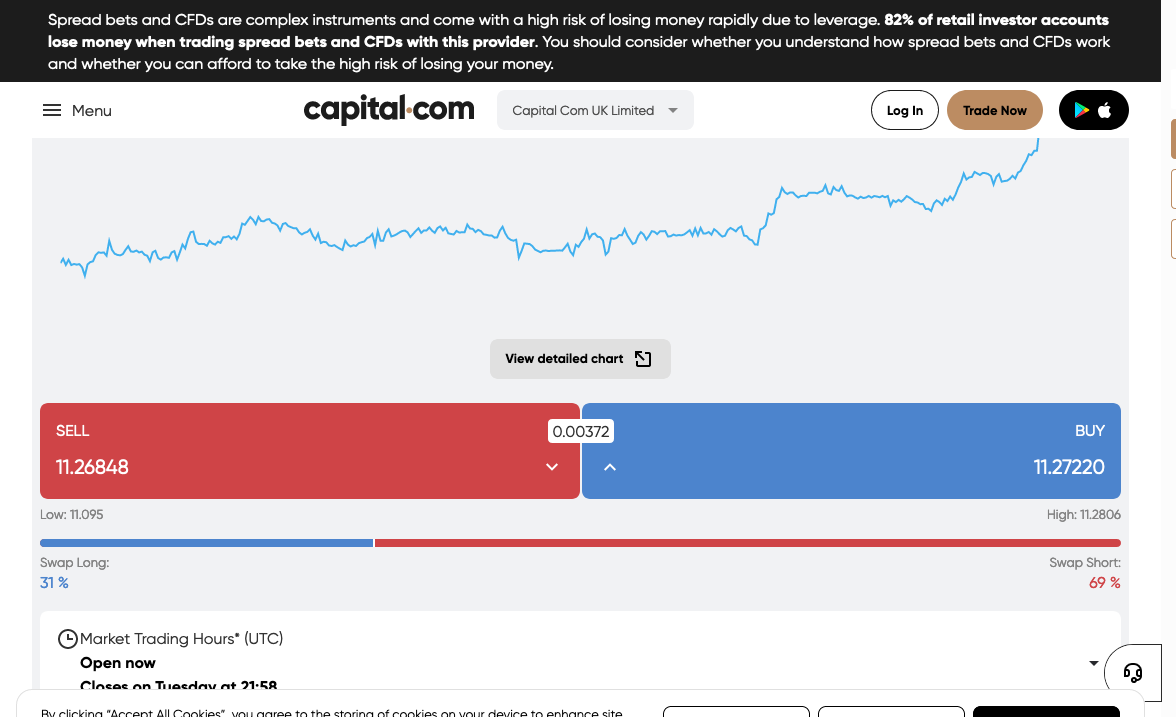 Spread bets and CFDs are complex instruments and come with a high risk of losing money rapidly due to leverage. 82% of retail investor accounts
lose money when trading spread bets and CFDs with this provider. You should consider whether you understand how spread bets and CFDs work
and whether you can afford to take the high risk of losing your money.
Menu
capital.com
Capital Com UK Limited
Log In
Trade Now
View detailed chart
SELL
0.00372
BUY
11.26848
11.27220
Low: 11.095
High: 11.2806
Swap Long:
Swap Short:
31 %
69 %
Market Trading Hours* (UTC)
Open now
Closes on Tuesday at 21:58
By clicking “Accept All Cookies”, you agree to the storing of cookies on your device to enhance site